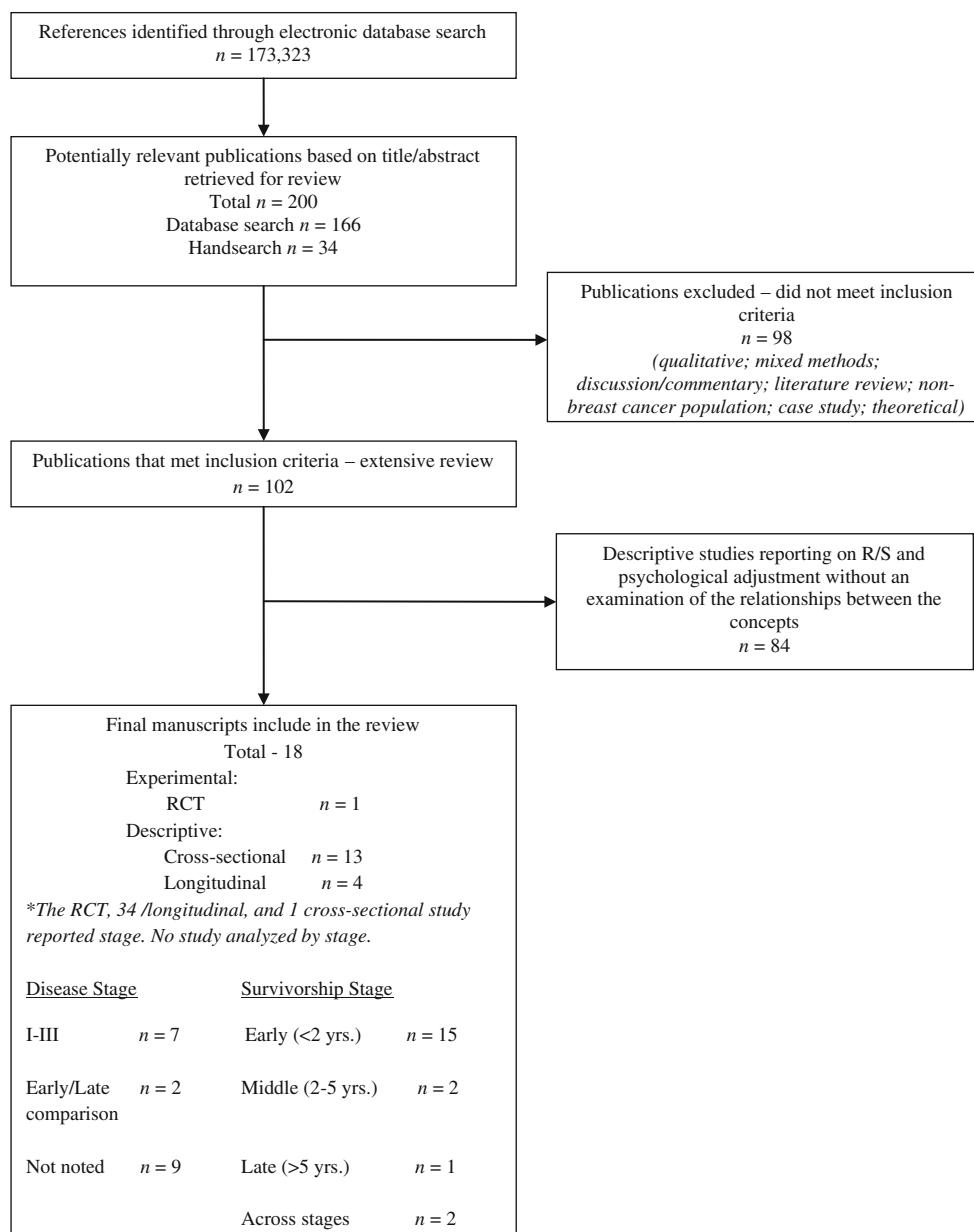 References identified through electronic database search
n = 173,323
Potentially relevant publications based on title/abstract
retrieved for review
Total n = 200
Database search n = 166
Handsearch n = 34
Publications excluded – did not meet inclusion
criteria
n = 98
(qualitative; mixed methods;
discussion/commentary; literature review; non-
breast cancer population; case study; theoretical)
Publications that met inclusion criteria – extensive review
n = 102
Descriptive studies reporting on R/S and
psychological adjustment without an
examination of the relationships between the
concepts
n = 84
Final manuscripts include in the review
Total - 18
Experimental:
RCT n = 1
Descriptive:
Cross-sectional n = 13
Longitudinal n = 4
*The RCT, 34 /longitudinal, and 1 cross-sectional study
reported stage. No study analyzed by stage.
Disease Stage Survivorship Stage
I-III n = 7 Early (<2 yrs.) n = 15
Early/Late n = 2 Middle (2-5 yrs.) n = 2
comparison
Not noted n = 9 Late (>5 yrs.) n = 1
Across stages n = 2